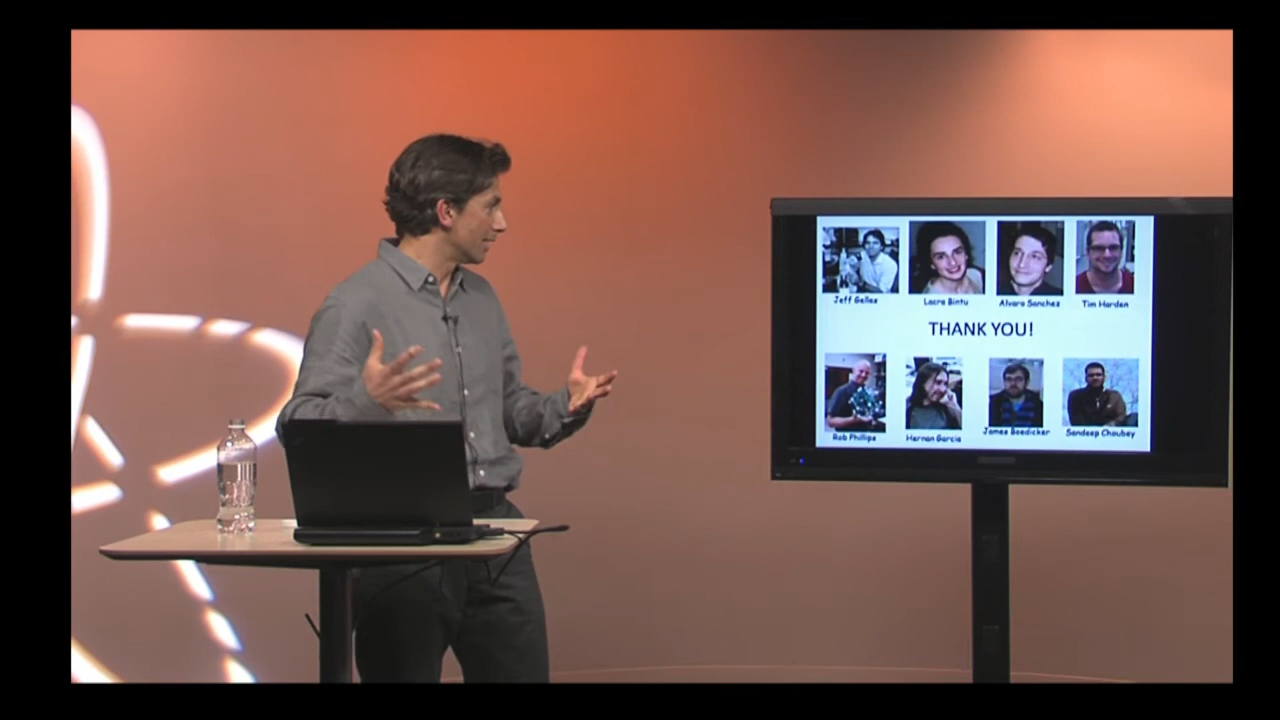 Jeff Gelles Lacra Bintu Alvaro Sanchez Tim Harden
THANK YOU!
Rob Phillips Hernan Garcia James Boedicker Sandeep Choubey